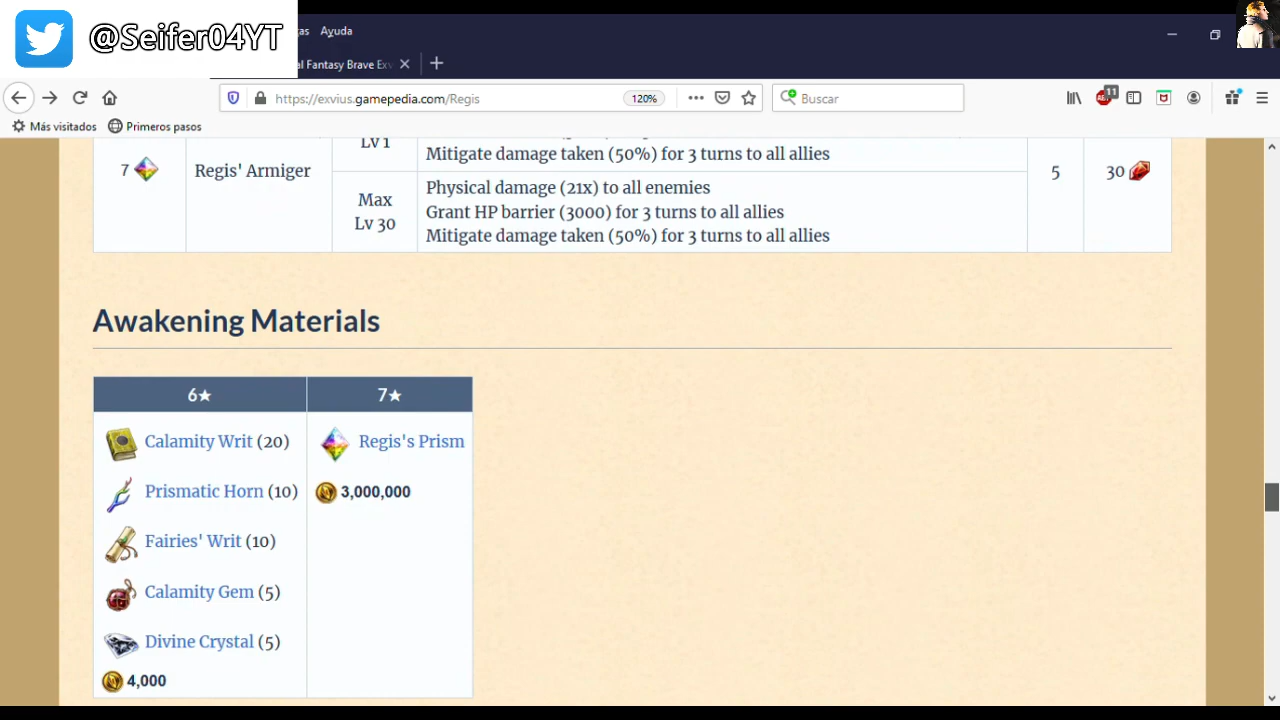 @Seifer04YT
as Ayuda
al Fantasy Brave Exv
https://exvius.gamepedia.com/Regis
120%
Buscar
11
Más visitados
Primeros pasos
Lv 1
Mitigate damage taken (50%) for 3 turns to all allies
7
Regis' Armiger
Max
Lv 30
Physical damage (21x) to all enemies
Grant HP barrier (3000) for 3 turns to all allies
Mitigate damage taken (50%) for 3 turns to all allies
5
30
Awakening Materials
6★
7★
Calamity Writ (20)
Regis's Prism
Prismatic Horn (10)
3,000,000
Fairies' Writ (10)
Calamity Gem (5)
Divine Crystal (5)
4,000